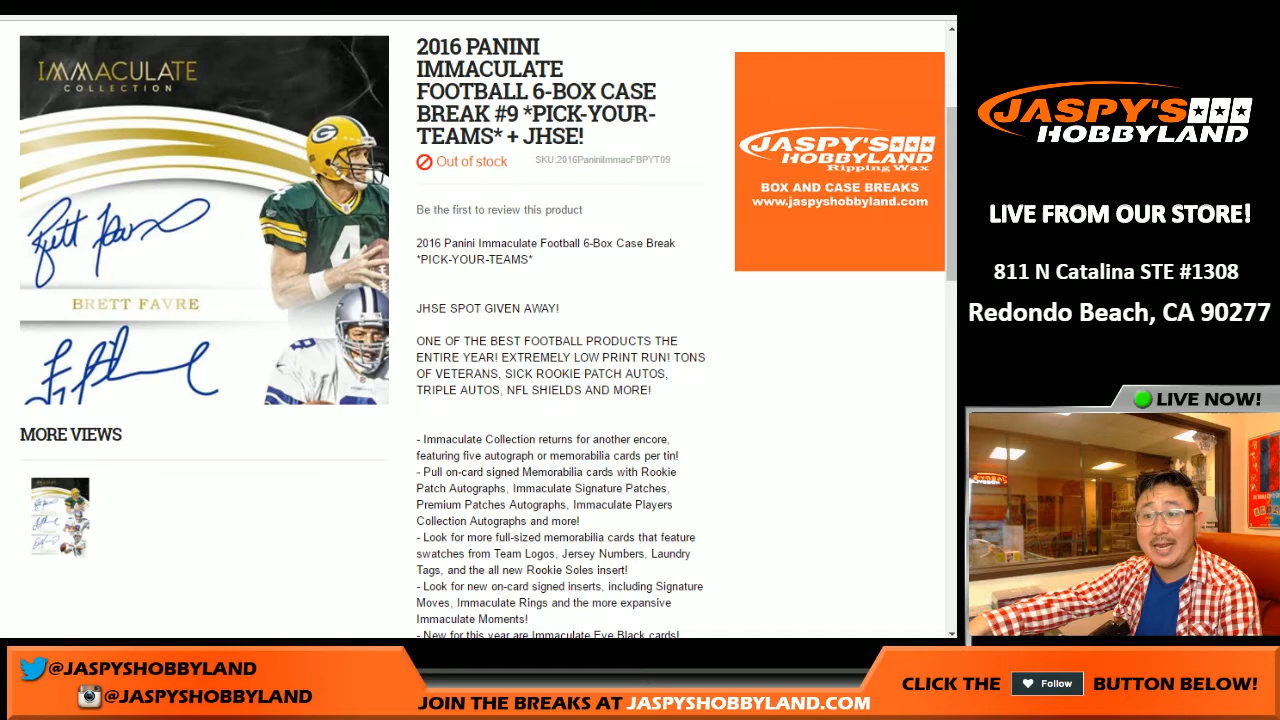 IMMACULATE
COLLECTION
BRETT FAVRE
MORE VIEWS
2016 PANINI
IMMACULATE
FOOTBALL 6-BOX CASE
BREAK #9 *PICK-YOUR-
TEAMS* + JHSE!
Out of stock
SKU:2016PaniniImmacFBPYT09
Be the first to review this product
2016 Panini Immaculate Football 6-Box Case Break
*PICK-YOUR-TEAMS*
JHSE SPOT GIVEN AWAY!
ONE OF THE BEST FOOTBALL PRODUCTS THE
ENTIRE YEAR! EXTREMELY LOW PRINT RUN! TONS
OF VETERANS, SICK ROOKIE PATCH AUTOS,
TRIPLE AUTOS, NFL SHIELDS AND MORE!
- Immaculate Collection returns for another encore,
featuring five autograph or memorabilia cards per tin!
- Pull on-card signed Memorabilia cards with Rookie
Patch Autographs, Immaculate Signature Patches,
Premium Patches Autographs, Immaculate Players
Collection Autographs and more!
- Look for more full-sized memorabilia cards that feature
swatches from Team Logos, Jersey Numbers, Laundry
Tags, and the all new Rookie Soles insert!
- Look for new on-card signed inserts, including Signature
Moves, Immaculate Rings and the more expansive
Immaculate Moments!
- New for this year are Immaculate Eye Black cards!
JASPY'S
HOBBYLAND
Ripping Wax
BOX AND CASE BREAKS
www.jaspyshobbyland.com
JASPY'S
HOBBYLAND
LIVE FROM OUR STORE!
811 N Catalina STE #1308
Redondo Beach, CA 90277
LIVE NOW!
@JASPYSHOBBYLAND
@JASPYSHOBBYLAND
JOIN THE BREAKS AT JASPYSHOBBYLAND.COM
CLICK THE Follow BUTTON BELOW!